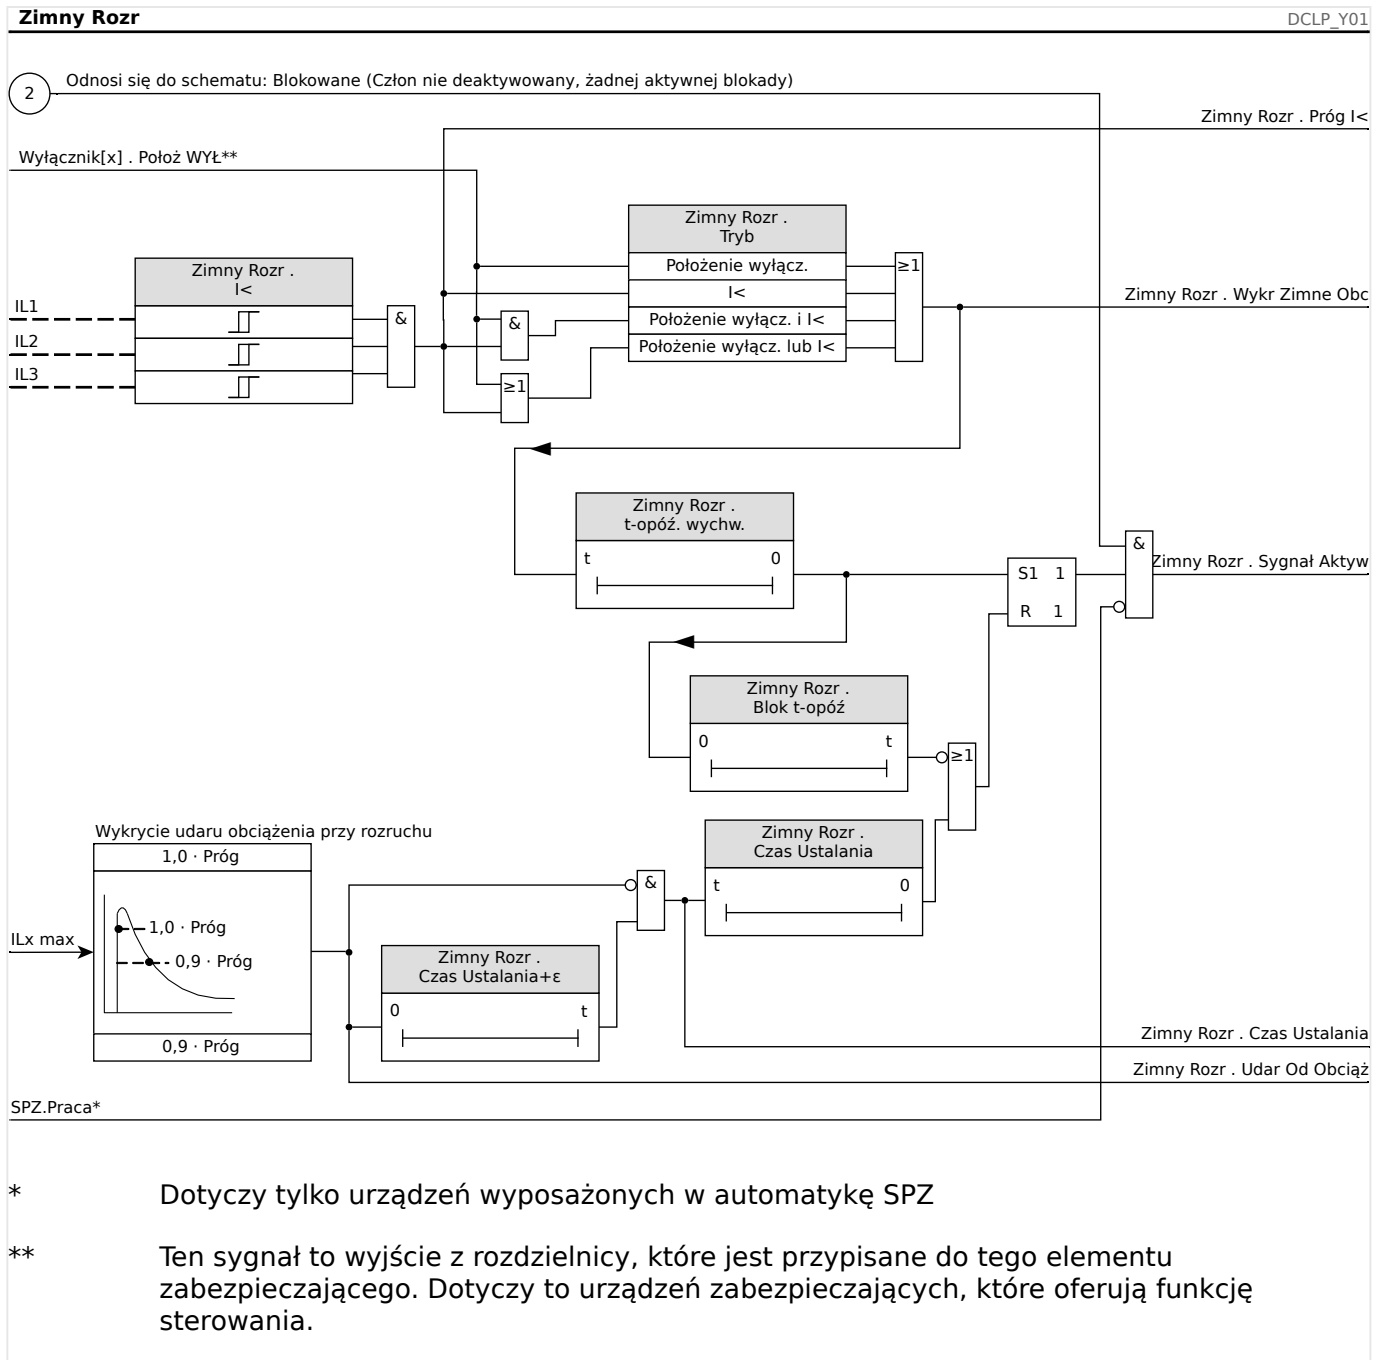 Zimny Rozr
DCLP_Y01
2
Odnosi się do schematu: Blokowane (Człon nie deaktywowany, żadnej aktywnej blokady)
Zimny Rozr . Próg I<
Wyłącznik[x] . Położ WYŁ**
Zimny Rozr .
Tryb
Położenie wyłącz.
I<
Położenie wyłącz. i I<
Położenie wyłącz. lub I<
≥1
Zimny Rozr .
I<
IL1
IL2
IL3
&
&
≥1
Zimny Rozr . Wykr Zimne Obc
Zimny Rozr .
t-opóź. wychw.
t 0
S1 1
R 1
&
Zimny Rozr . Sygnał Aktyw
Zimny Rozr .
Blok t-opóź
0 t
≥1
Wykrycie udaru obciążenia przy rozruchu
1,0 · Próg
1,0 · Próg
0,9 · Próg
0,9 · Próg
ILx max
&
Zimny Rozr .
Czas Ustalania
t 0
Zimny Rozr .
Czas Ustalania+ε
0 t
Zimny Rozr . Czas Ustalania
Zimny Rozr . Udar Od Obciąż
SPZ.Praca*
* Dotyczy tylko urządzeń wyposażonych w automatykę SPZ
** Ten sygnał to wyjście z rozdzielnicy, które jest przypisane do tego elementu
zabezpieczającego. Dotyczy to urządzeń zabezpieczających, które oferują funkcję
sterowania.